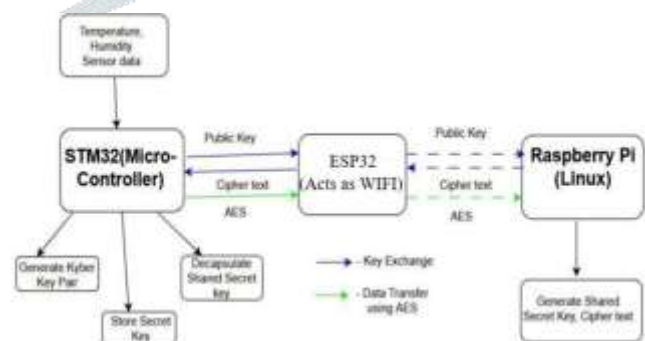 Temperature,
Humidity
Sensor data
STM32(Micro-
Controller)
Public Key
Cipher text
AES
ESP32
(Acts as WIFI)
Public Key
Cipher text
AES
Raspberry Pi
(Linux)
Generate Kyber
Key Pair
Store Secret
Key
Decapsulate
Shared Secret
key
- Key Exchange
- Data Transfer
using AES
Generate Shared
Secret Key, Cipher text